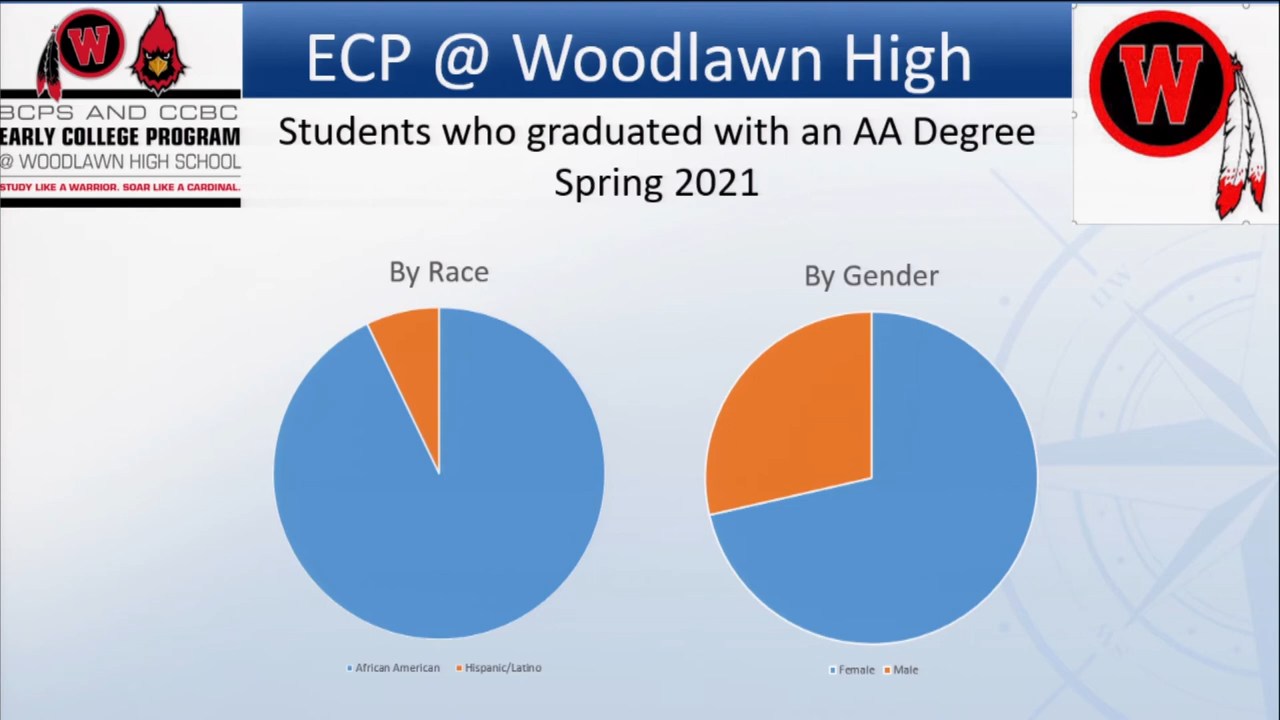 W
BCPS AND CCBC
EARLY COLLEGE PROGRAM
@ WOODLAWN HIGH SCHOOL
STUDY LIKE A WARRIOR. SOAR LIKE A CARDINAL.
ECP @ Woodlawn High
W
Students who graduated with an AA Degree
Spring 2021
By Race
African American Hispanic/Latino
By Gender
Female Male